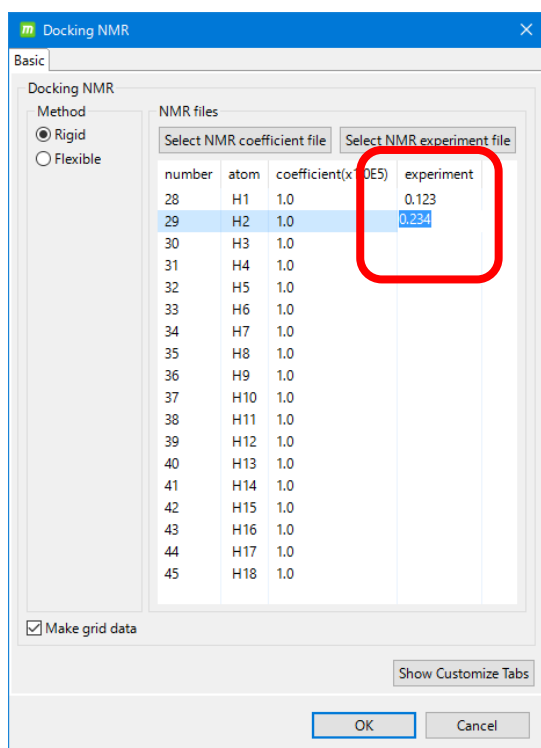 m Docking NMR
Basic
Docking NMR
Method
Rigid
Flexible
NMR files
Select NMR coefficient file Select NMR experiment file
number atom coefficient(x1.0E5) experiment
28 H1 1.0 0.123
29 H2 1.0 0.234
30 H3 1.0
31 H4 1.0
32 H5 1.0
33 H6 1.0
34 H7 1.0
35 H8 1.0
36 H9 1.0
37 H10 1.0
38 H11 1.0
39 H12 1.0
40 H13 1.0
41 H14 1.0
42 H15 1.0
43 H16 1.0
44 H17 1.0
45 H18 1.0
Make grid data
Show Customize Tabs
OK Cancel